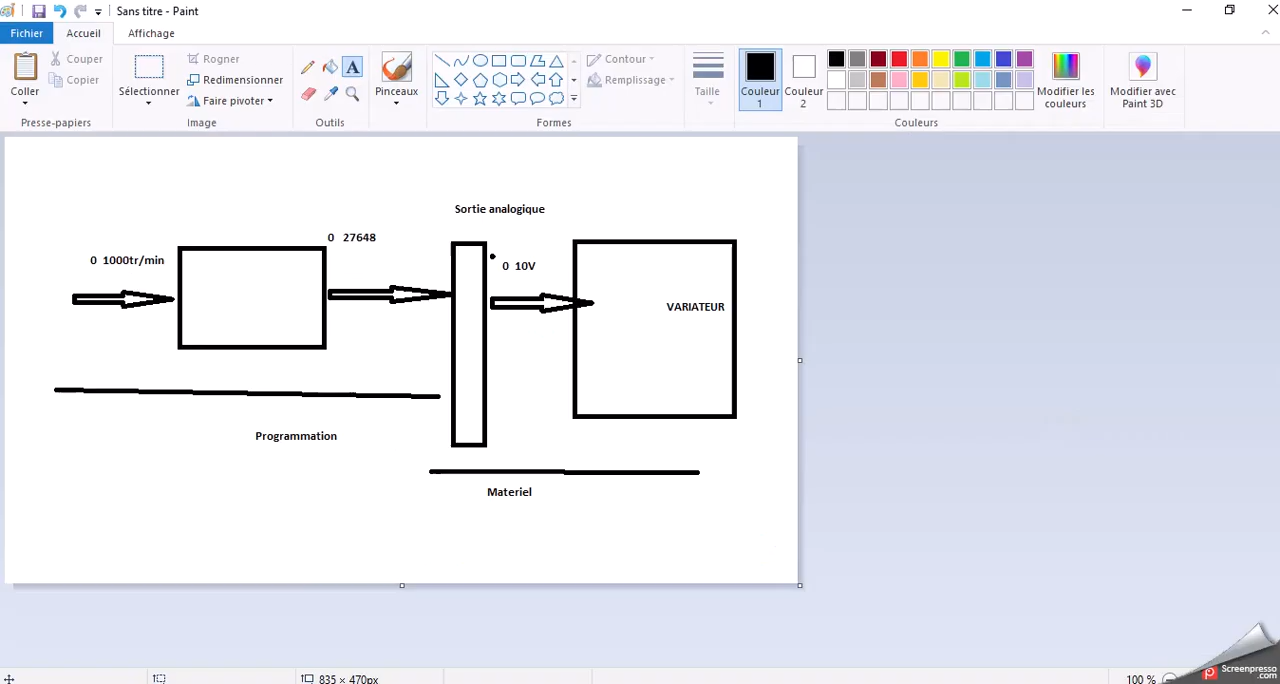 Sans titre - Paint
Fichier
Accueil
Affichage
Coller
Couper
Copier
Presse-papiers
Sélectionner
Rogner
Redimensionner
Faire pivoter
Image
A
Outils
Pinceaux
Contour
Remplissage
Formes
Taille
Couleur 1
Couleur 2
Modifier les couleurs
Couleurs
Modifier avec Paint 3D
Sortie analogique
0 27648
0 1000tr/min
0 10V
VARIATEUR
Programmation
Materiel
835 × 470px
100 %
Screenpresso
.com